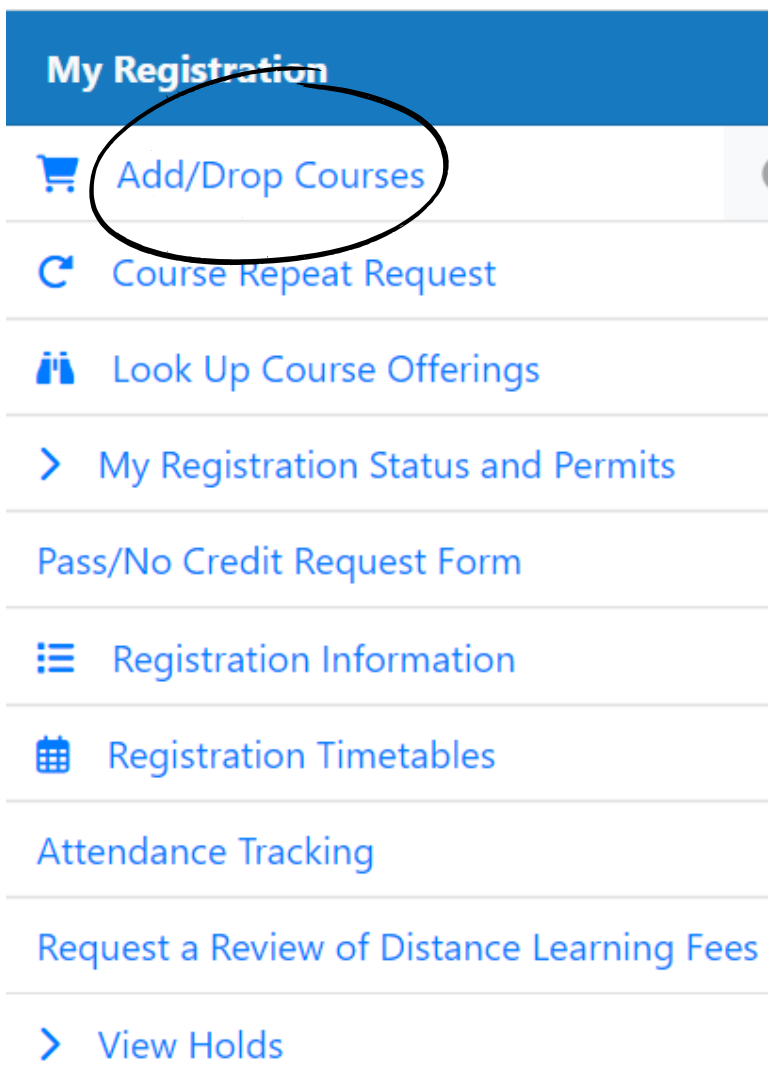 My Registration
Add/Drop Courses
Course Repeat Request
Look Up Course Offerings
My Registration Status and Permits
Pass/No Credit Request Form
Registration Information
Registration Timetables
Attendance Tracking
Request a Review of Distance Learning Fees
View Holds